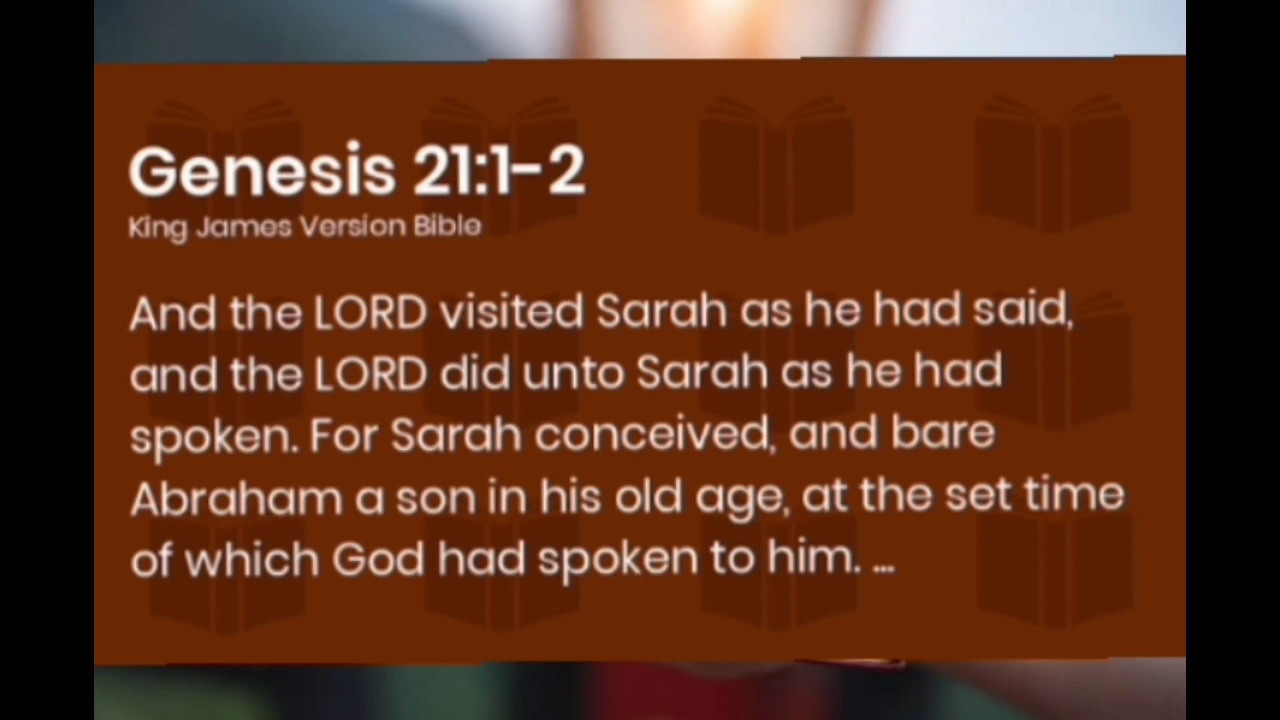 Genesis 21:1-2
King James Version Bible
And the LORD visited Sarah as he had said,
and the LORD did unto Sarah as he had
spoken. For Sarah conceived, and bare
Abraham a son in his old age, at the set time
of which God had spoken to him. ...